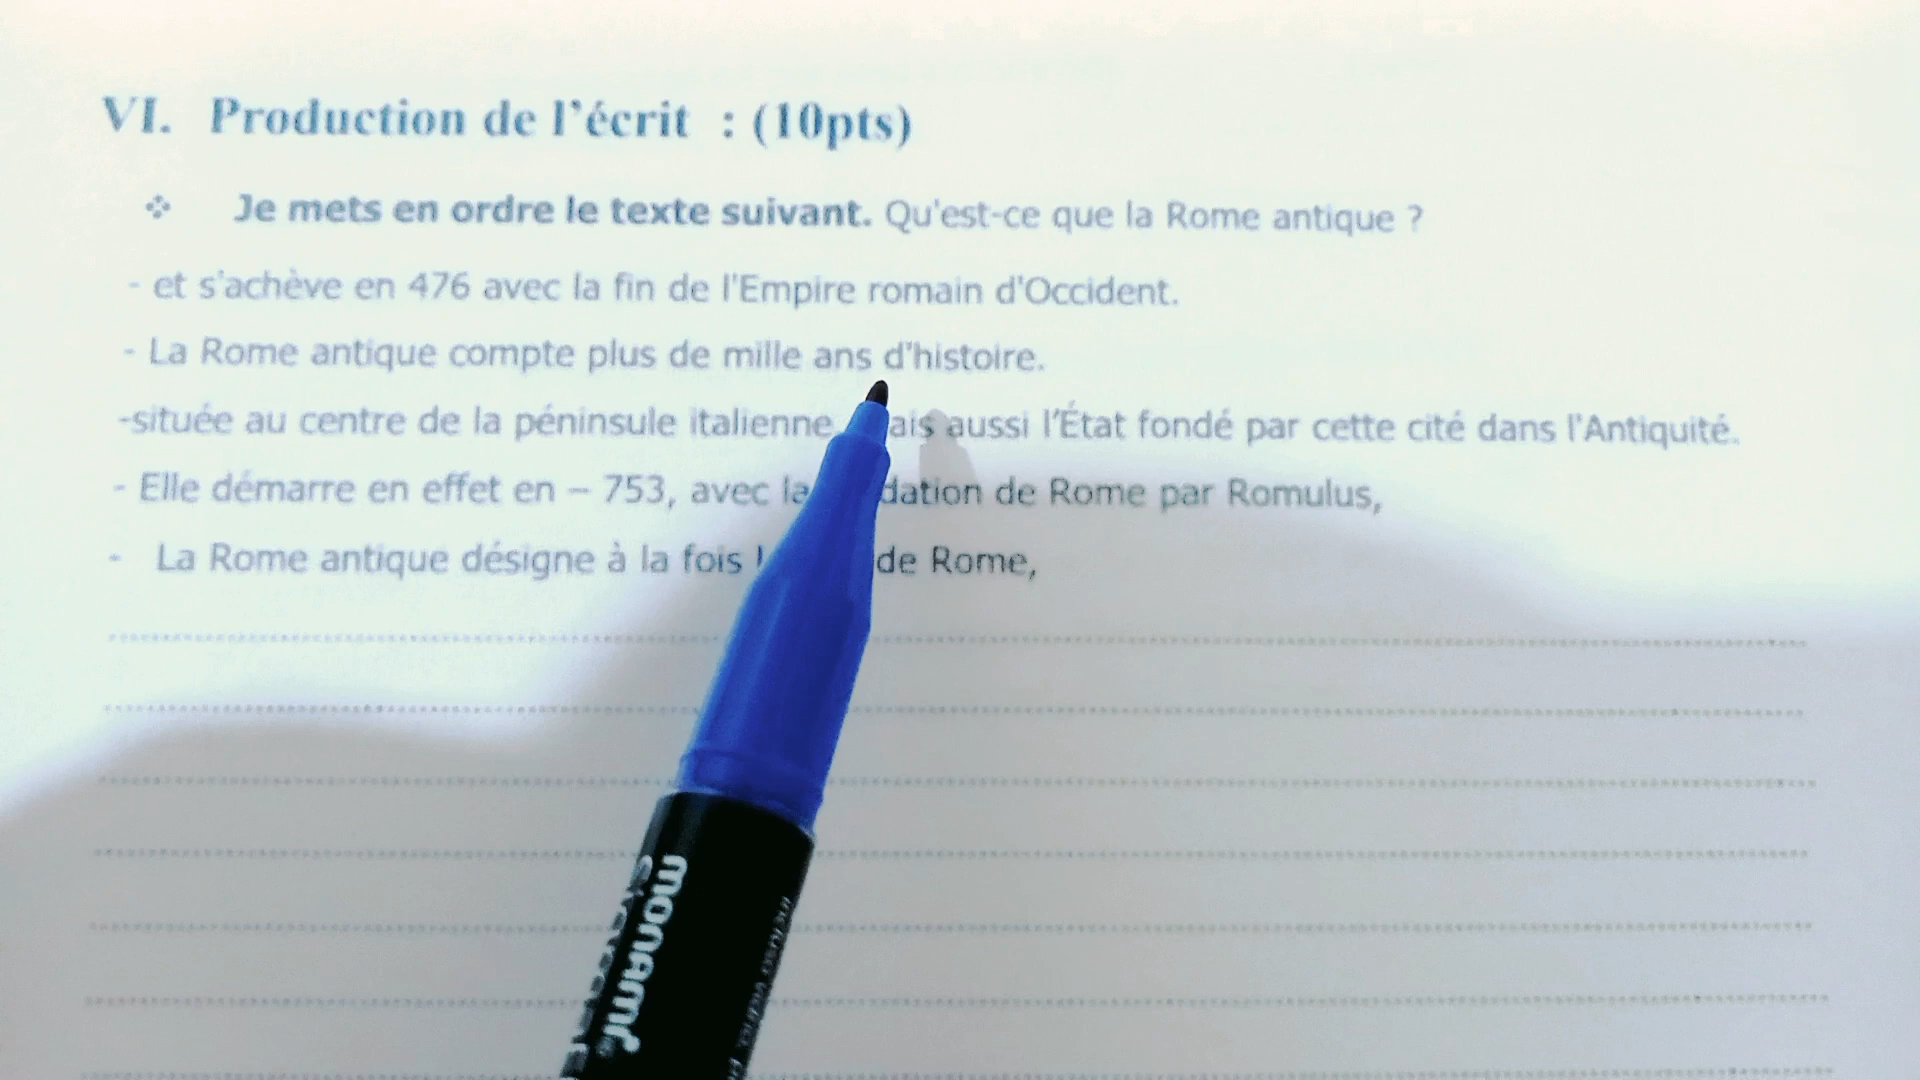 VI. Production de l'écrit : (10pts)
❖ Je mets en ordre le texte suivant. Qu'est-ce que la Rome antique ?
- et s'achève en 476 avec la fin de l'Empire romain d'Occident.
- La Rome antique compte plus de mille ans d'histoire.
-située au centre de la péninsule italienne, aussi l'État fondé par cette cité dans l'Antiquité.
- Elle démarre en effet en – 753, avec la de Rome par Romulus,
- La Rome antique désigne à la fois de Rome,
monami